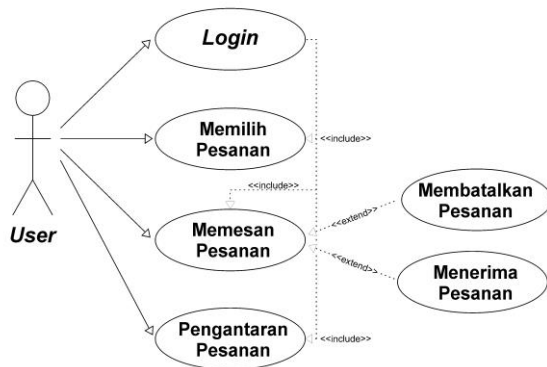 Login
Memilih
Pesanan
<<include>>
<<include>>
Memesan
Pesanan
Membatalkan
Pesanan
<<extend>>
<<extend>>
Menerima
Pesanan
User
Pengantaran
Pesanan
<<include>>